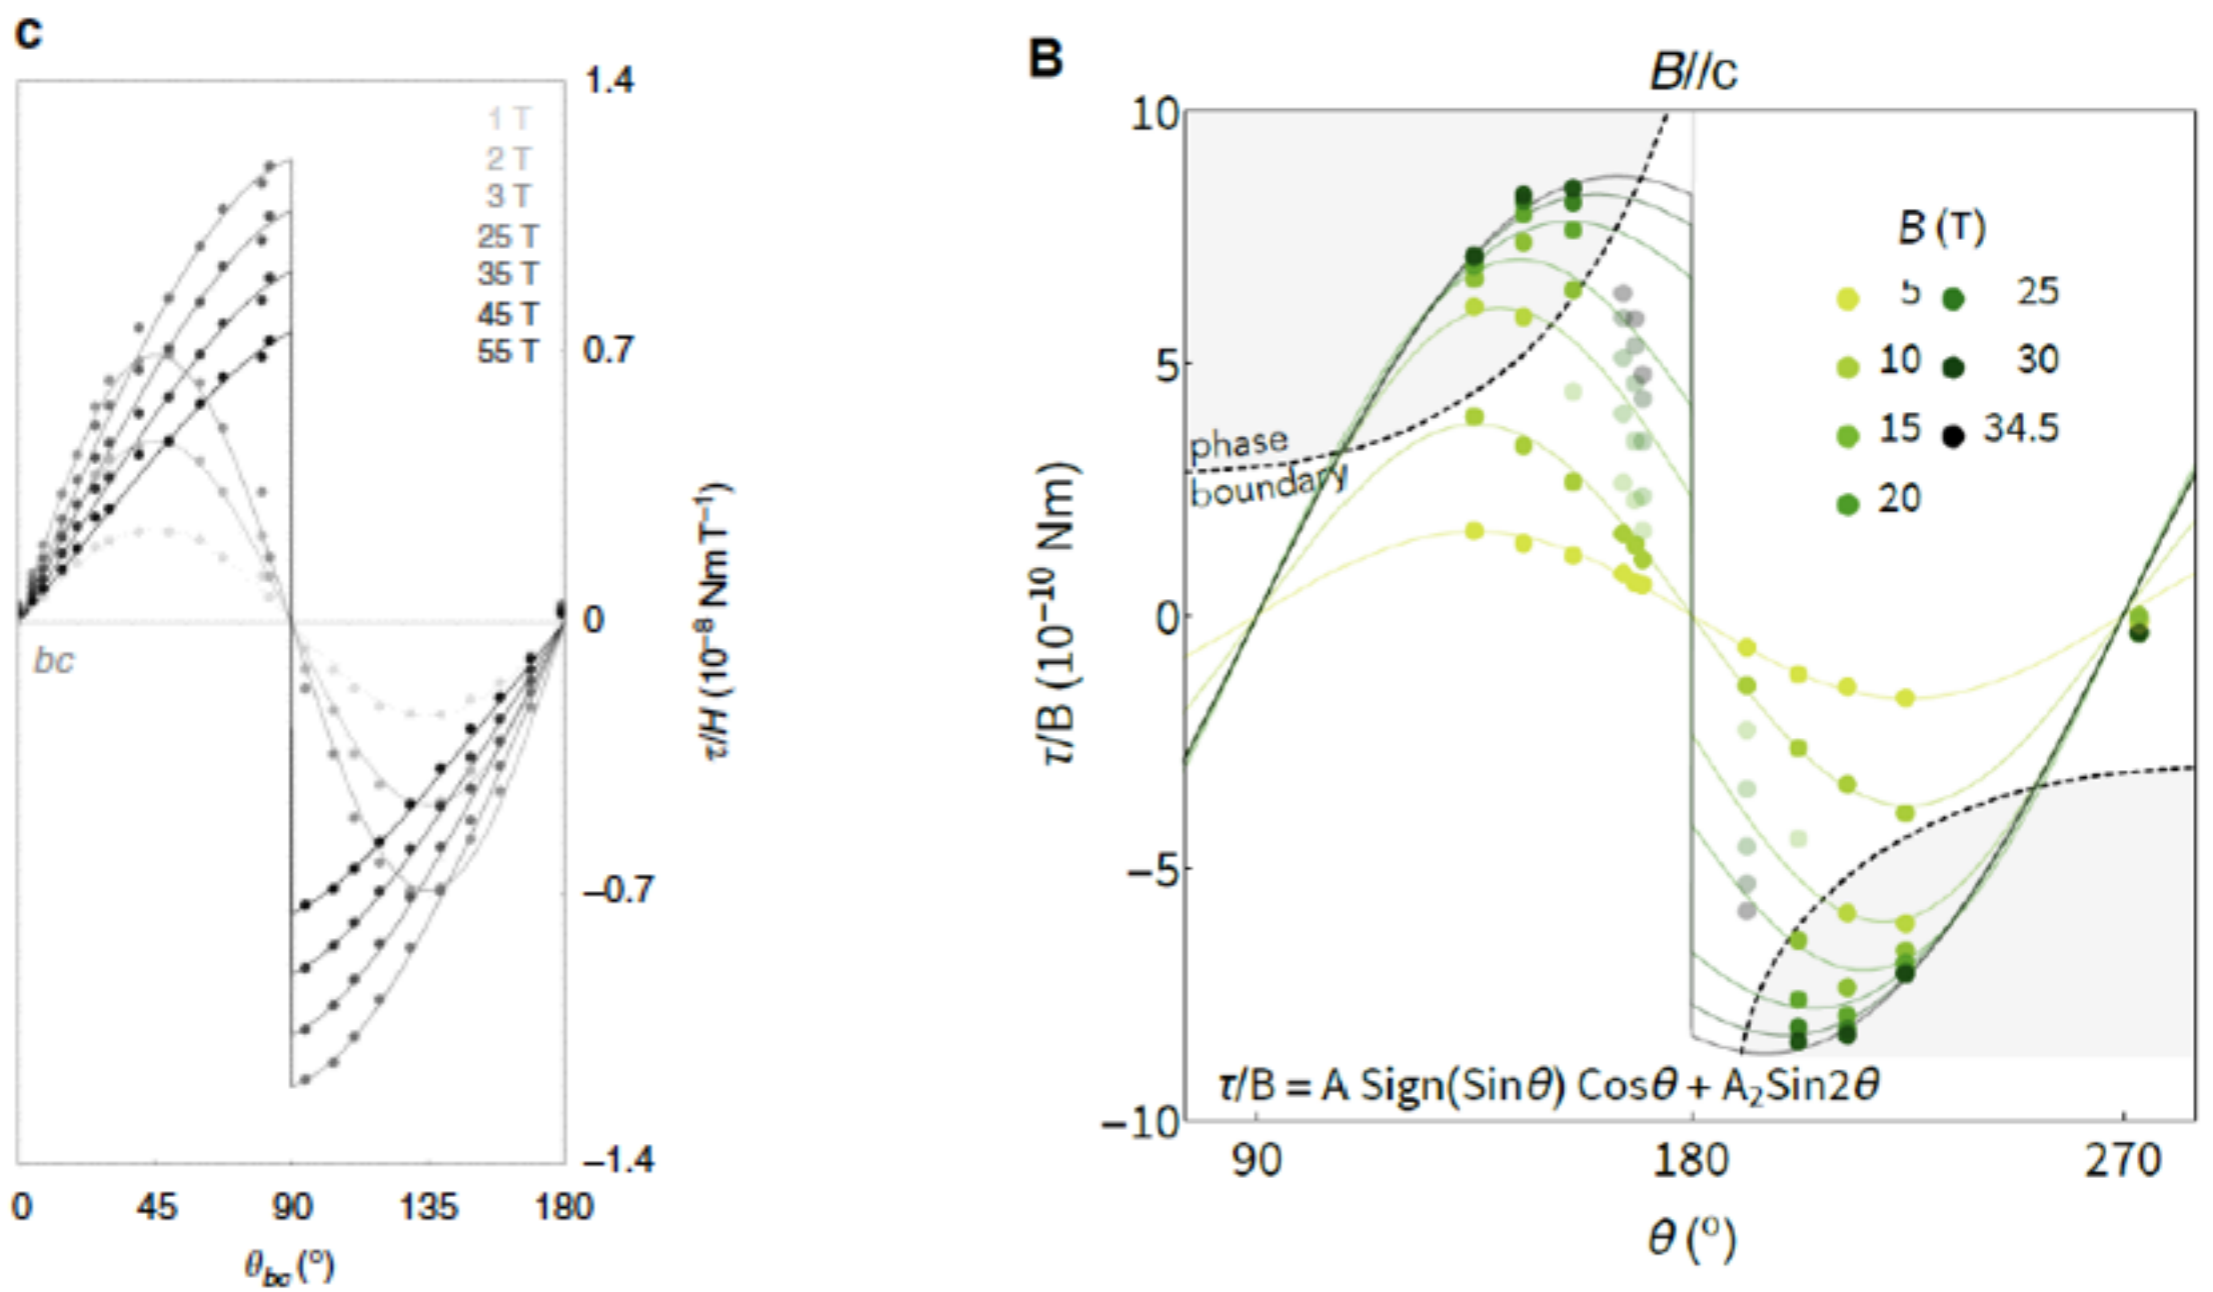 c
1.4
1 T
2 T
3 T
25 T
35 T
45 T
55 T
0.7
0
−0.7
−1.4
bc
τ/H (10⁻⁸ Nm T⁻¹)
0 45 90 135 180
θbc (°)
B
B//c
10
5
0
−5
−10
τ/B (10⁻¹⁰ Nm)
phase
boundary
B (T)
5 25
10 30
15 34.5
20
τ/B = A Sign(Sinθ) Cosθ + A₂Sin2θ
90 180 270
θ (°)